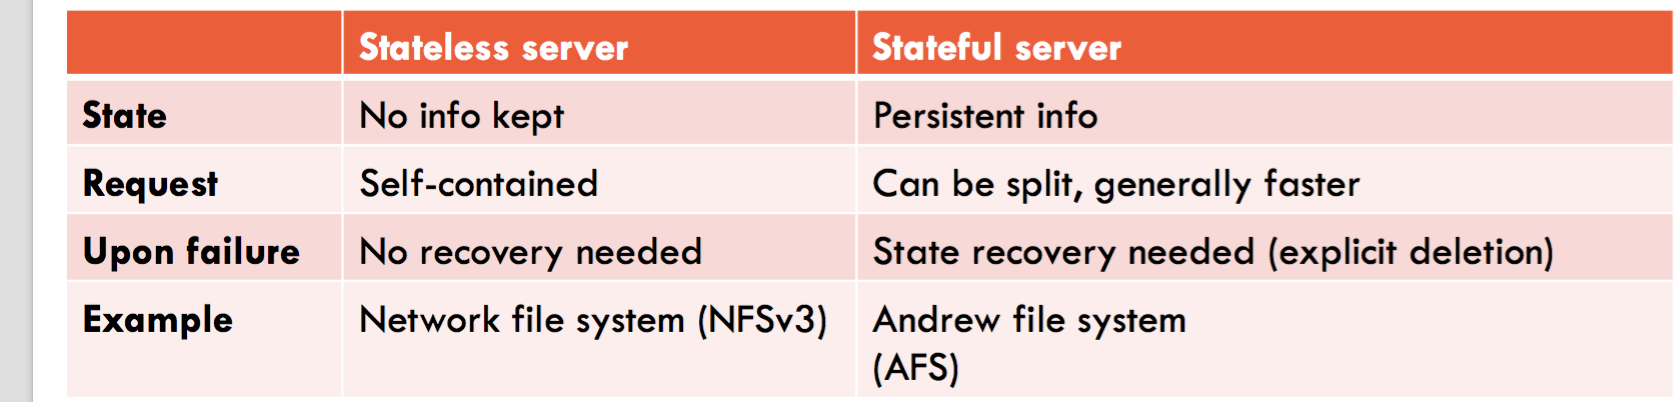 Stateless server Stateful server
State No info kept Persistent info
Request Self-contained Can be split, generally faster
Upon failure No recovery needed State recovery needed (explicit deletion)
Example Network file system (NFSv3) Andrew file system
(AFS)